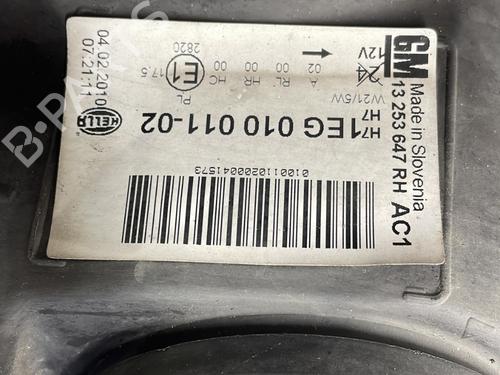 GM
13 253 647 RH AC1
Made in Slovenia
12V
24
W21/5W
H7
H7
1EG 010 011-02
A 02
RL 00
HR 00
HC 00
E1
17.5
2820
PL
01001102000041573
04.02.2010
07:21:11
HELLA
B-PARTS